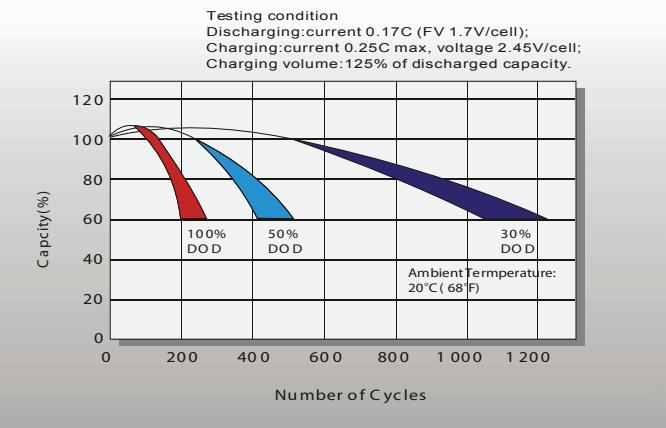 Testing condition
Discharging:current 0.17C (FV 1.7V/cell);
Charging:current 0.25C max, voltage 2.45V/cell;
Charging volume:125% of discharged capacity.
120
100
80
60
40
20
0
Capcity(%)
100%
DOD
50%
DOD
30%
DOD
Ambient Termperature:
20°C ( 68°F)
0 200 400 600 800 1000 1200
Number of Cycles